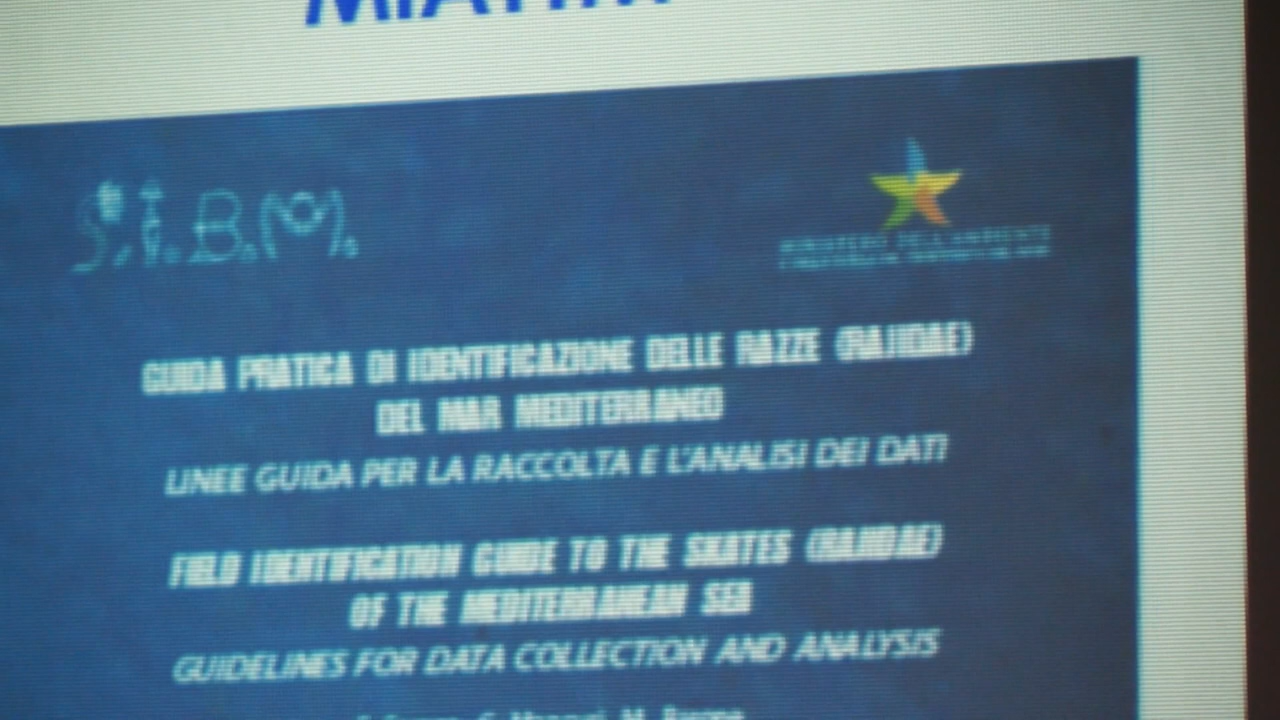 S.I.B.M.
GUIDA PRATICA DI IDENTIFICAZIONE DELLE RAZZE (RAJIDAE)
DEL MAR MEDITERRANEO
LINEE GUIDA PER LA RACCOLTA E L'ANALISI DEI DATI
FIELD IDENTIFICATION GUIDE TO THE SKATES (RAJIDAE)
OF THE MEDITERRANEAN SEA
GUIDELINES FOR DATA COLLECTION AND ANALYSIS